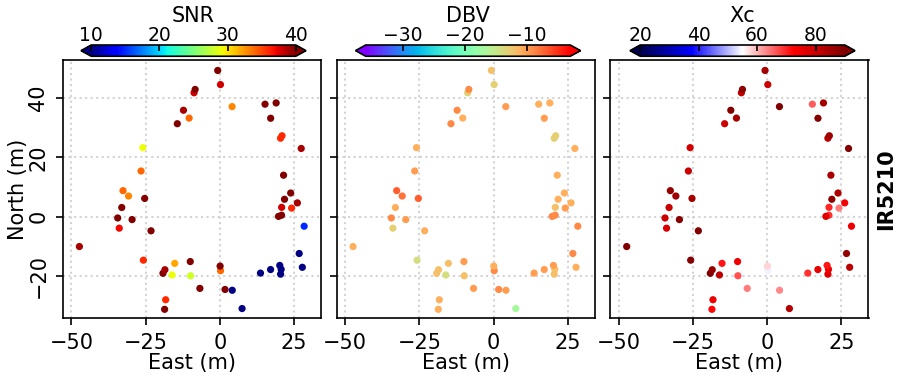 SNR DBV Xc
10 20 30 40 −30 −20 −10 20 40 60 80
North (m)
40
20
0
−20
−50 −25 0 25 −50 −25 0 25 −50 −25 0 25
East (m) East (m) East (m)
IR5210